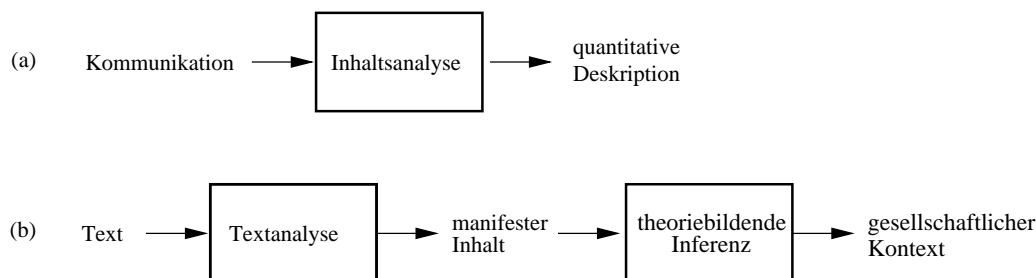 (a)
Kommunikation
Inhaltsanalyse
quantitative
Deskription
(b)
Text
Textanalyse
manifester
Inhalt
theoriebildende
Inferenz
gesellschaftlicher
Kontext